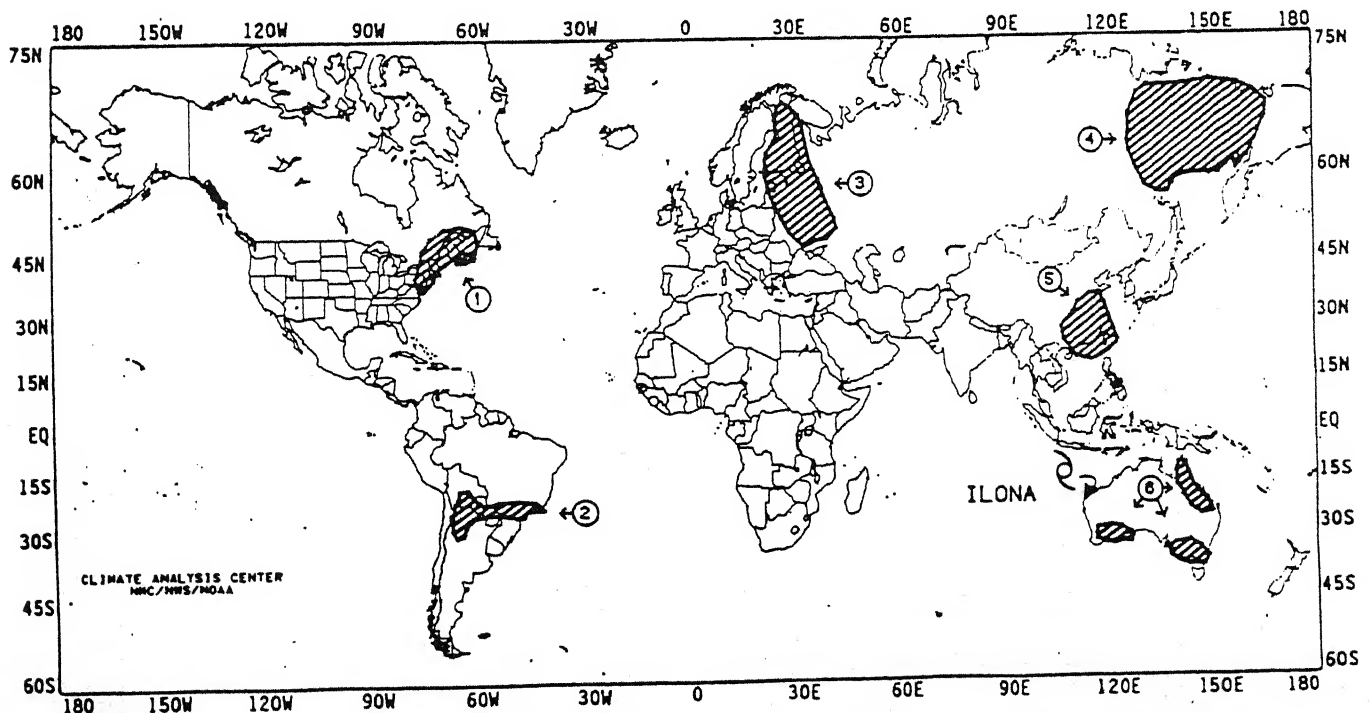 180 150W 120W 90W 60W 30W 0 30E 60E 90E 120E 150E 180
75N 75N
4
60N 60N
3
45N 45N
5
1
30N 30N
15N 15N
EQ EQ
15S 15S
ILONA 6
2
30S 30S
CLIMATE ANALYSIS CENTER
NMC/NWS/NOAA
45S 45S
60S 60S
180 150W 120W 90W 60W 30W 0 30E 60E 90E 120E 150E 180